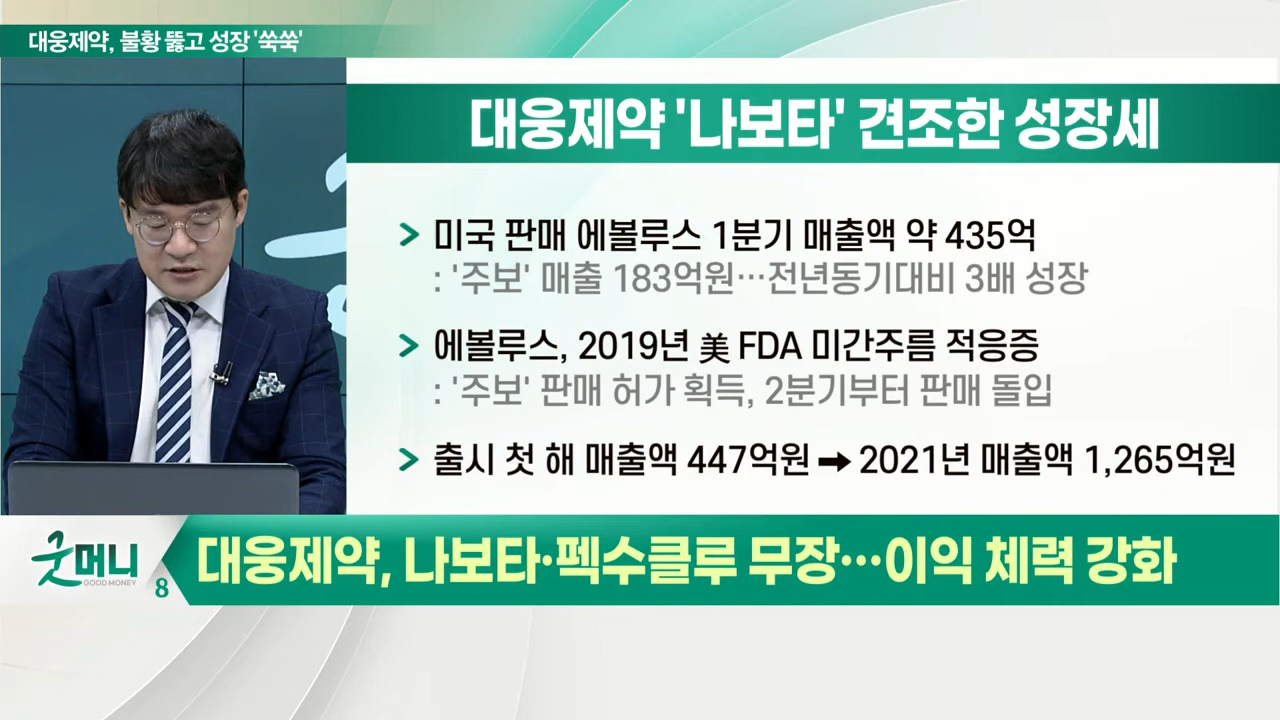 대웅제약, 불황 뚫고 성장 '쑥쑥'
대웅제약 '나보타' 견조한 성장세
> 미국 판매 에볼루스 1분기 매출액 약 435억
: '주보' 매출 183억원…전년동기대비 3배 성장
> 에볼루스, 2019년 美 FDA 미간주름 적응증
: '주보' 판매 허가 획득, 2분기부터 판매 돌입
> 출시 첫 해 매출액 447억원 ➡ 2021년 매출액 1,265억원
굿머니
GOOD MONEY
8
대웅제약, 나보타·펙수클루 무장…이익 체력 강화